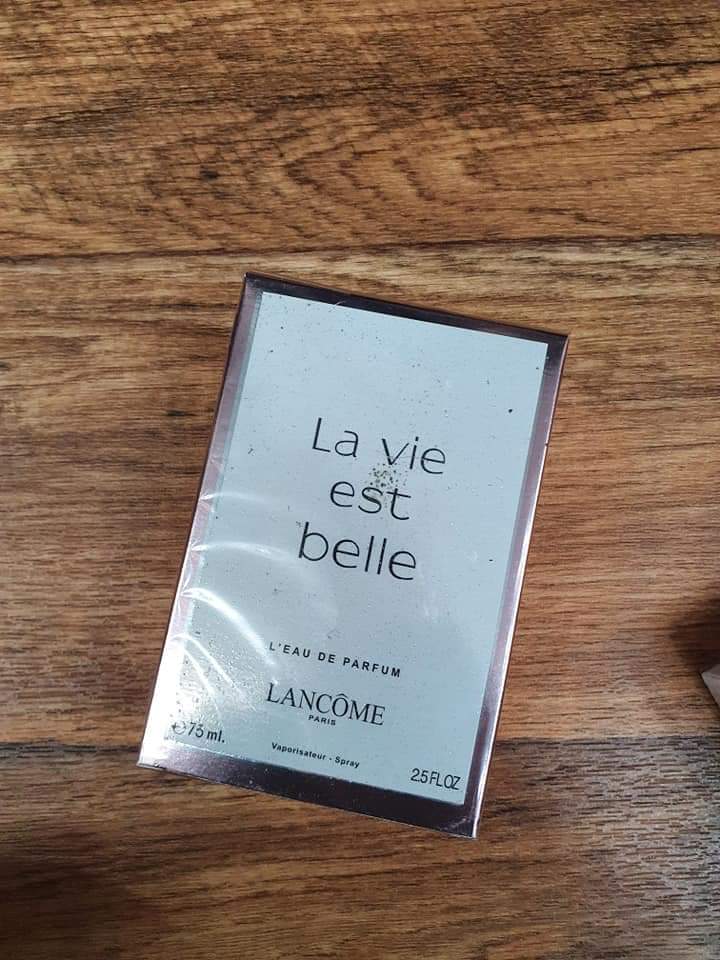 La vie
est
belle
L'EAU DE PARFUM
LANCÔME
PARIS
℮75 ml.
Vaporisateur - Spray
2.5 FL OZ